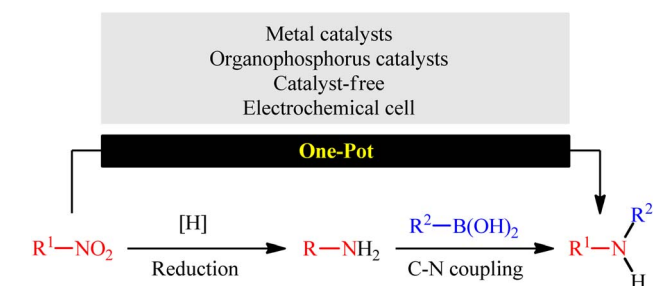 Metal catalysts
Organophosphorus catalysts
Catalyst-free
Electrochemical cell
One-Pot
R¹—NO₂ [H] Reduction R—NH₂ R²—B(OH)₂ C-N coupling R¹—N R² H